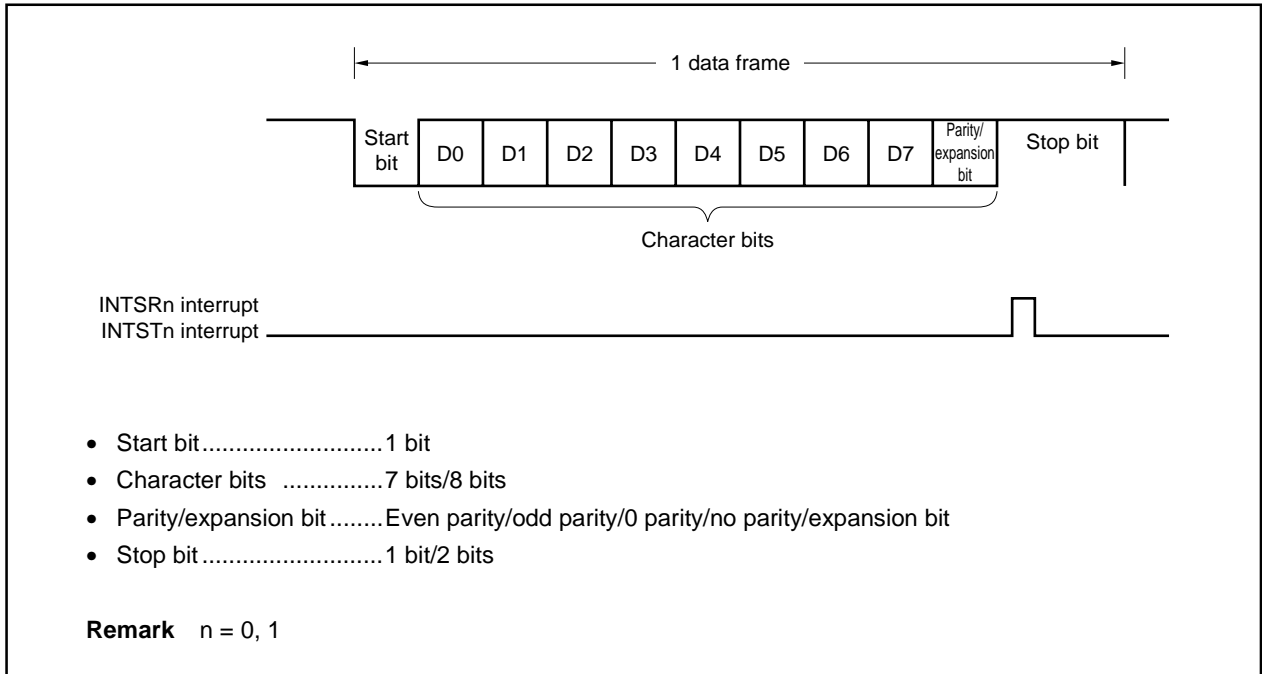 1 data frame
Start bit
D0 D1 D2 D3 D4 D5 D6 D7
Parity/ expansion bit
Stop bit
Character bits
INTSRn interrupt
INTSTn interrupt
• Start bit...........................1 bit
• Character bits ...............7 bits/8 bits
• Parity/expansion bit........Even parity/odd parity/0 parity/no parity/expansion bit
• Stop bit...........................1 bit/2 bits
Remark n = 0, 1